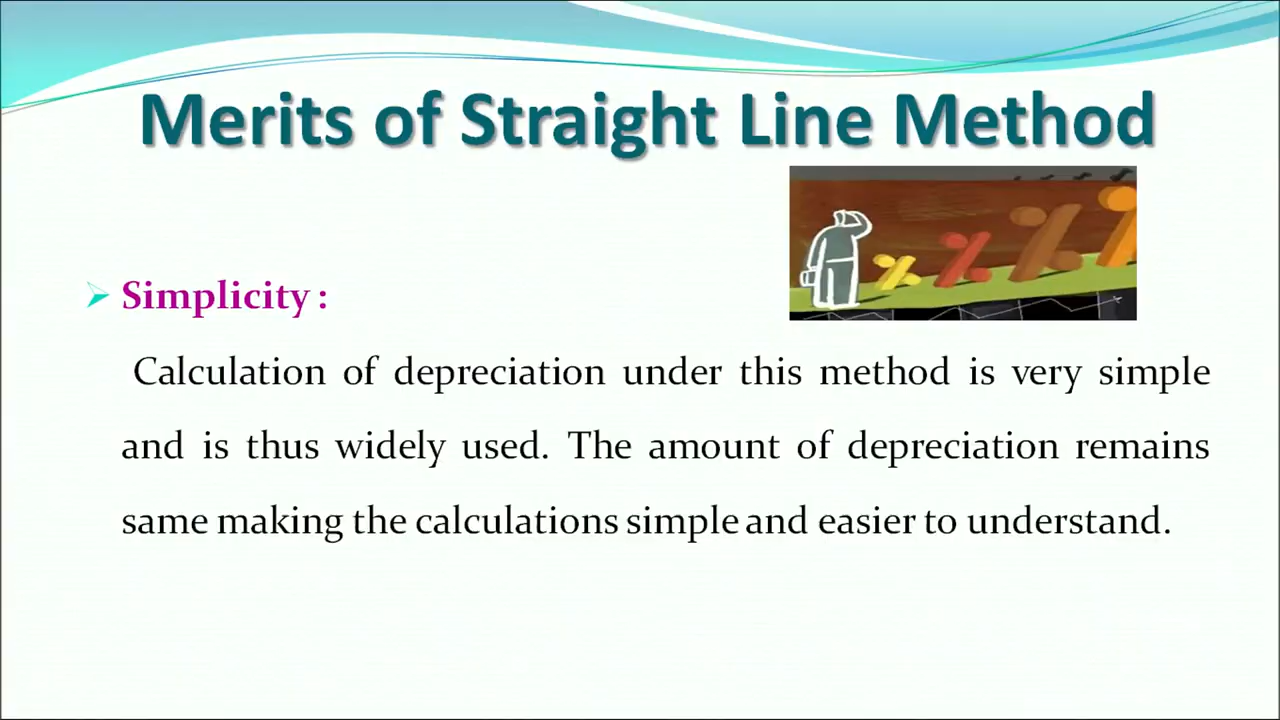 Merits of Straight Line Method
Simplicity :
Calculation of depreciation under this method is very simple
and is thus widely used. The amount of depreciation remains
same making the calculations simple and easier to understand.